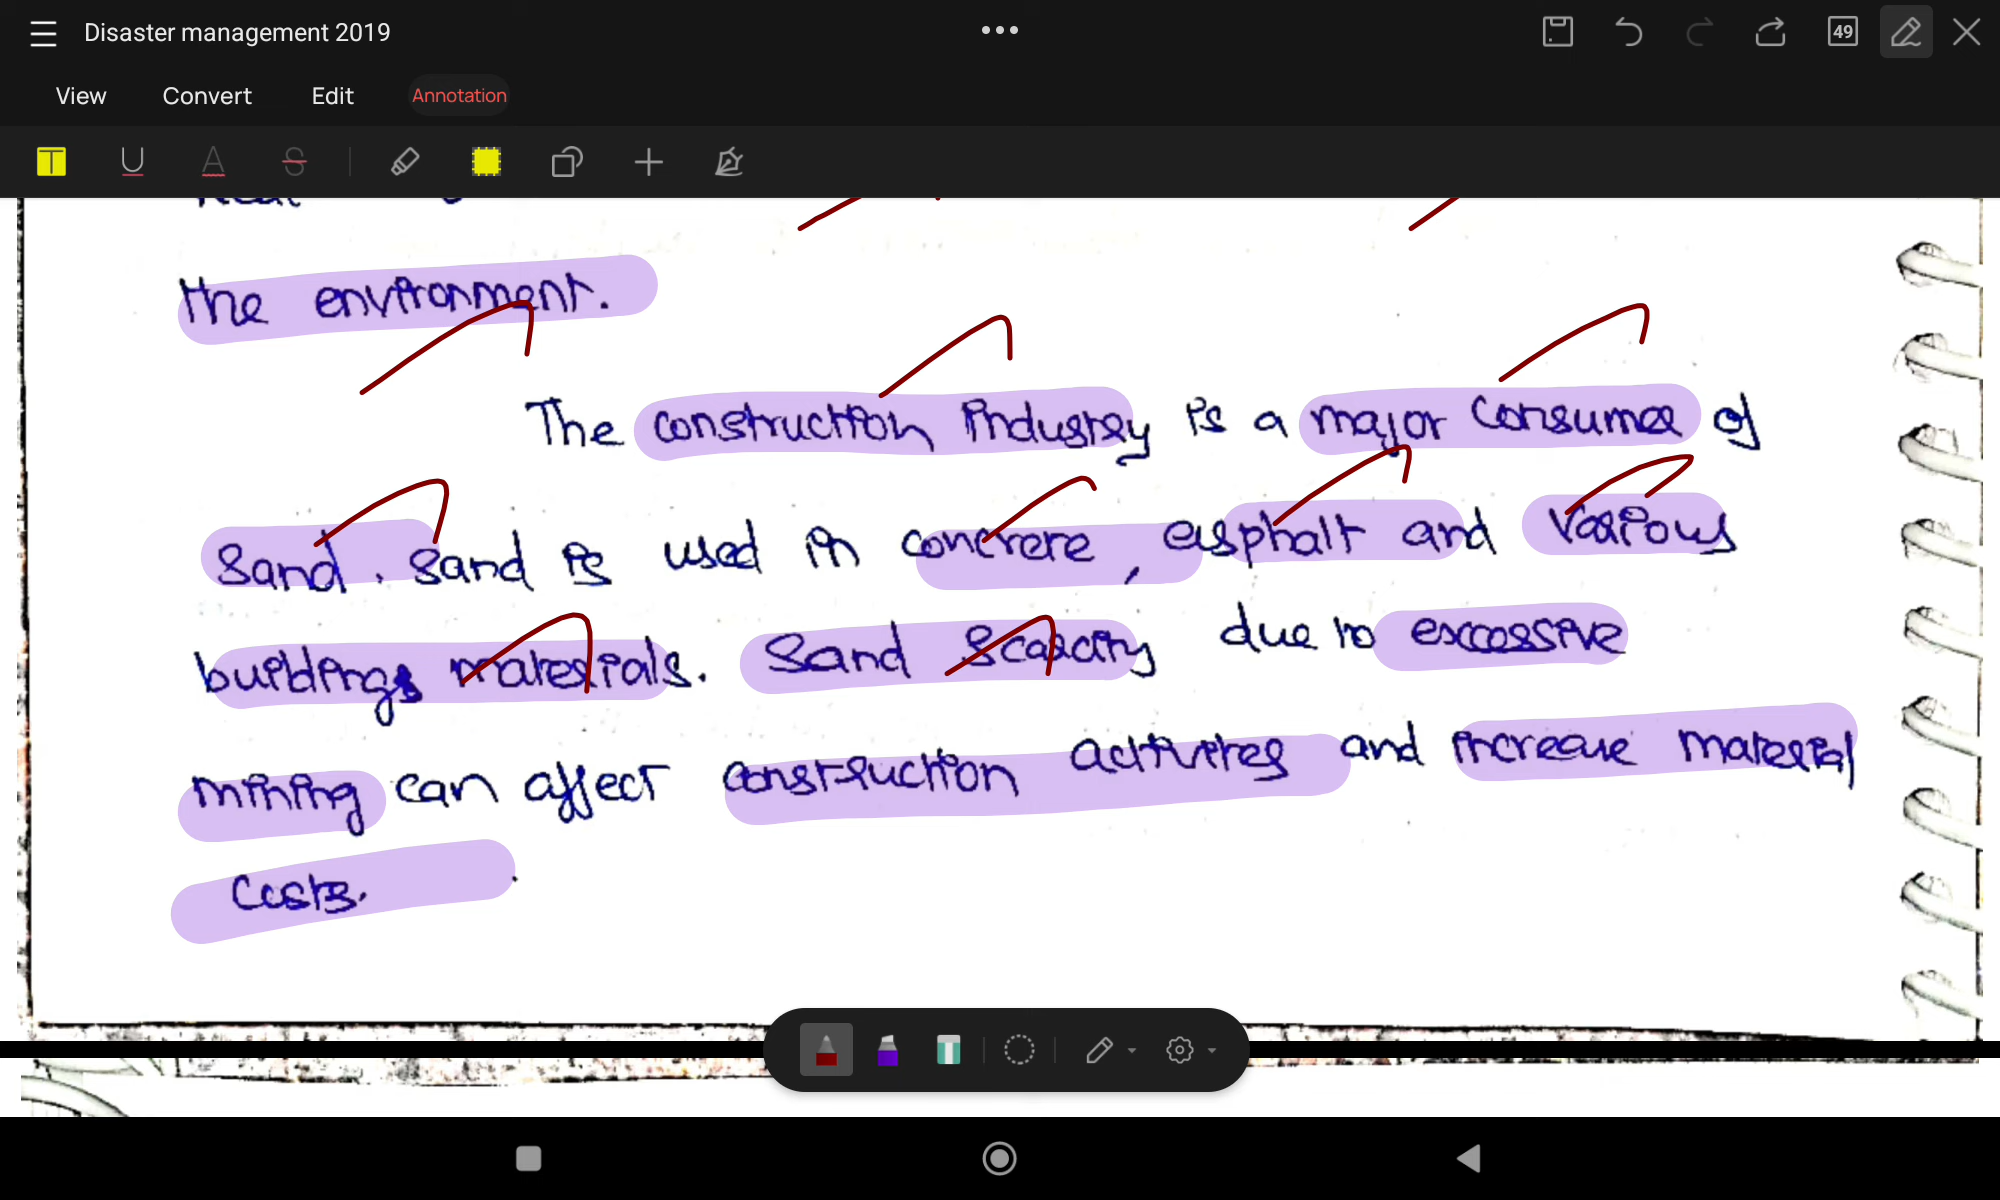 Disaster management 2019
49
View Convert Edit Annotation
the environment.
The construction industry is a major consumer of
Sand. Sand is used in concrete, asphalt and various
buildings materials. Sand scarcity due to excessive
mining can affect construction activities and increase material
Costs.